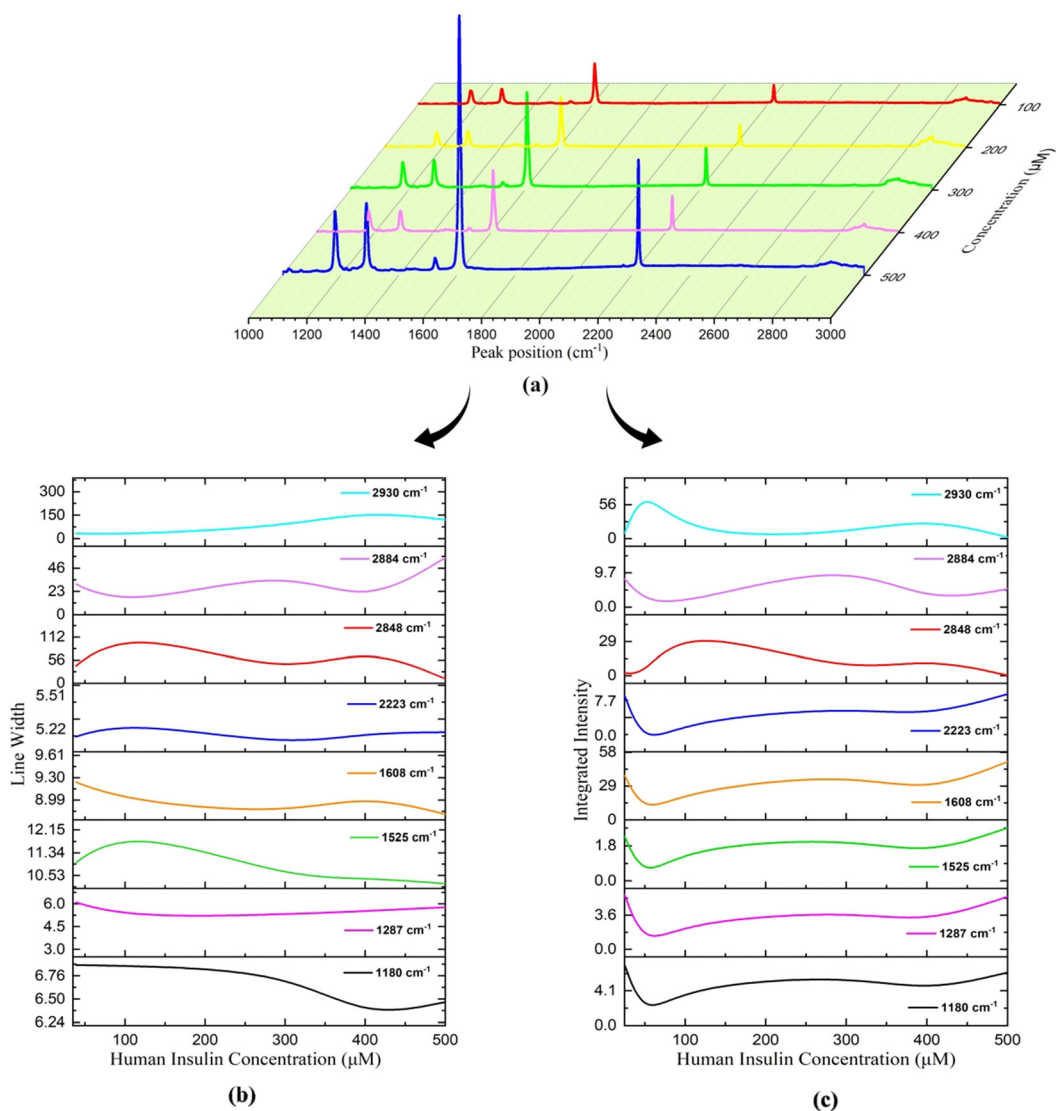 100
200
300
400
500
Concentration (μM)
1000 1200 1400 1600 1800 2000 2200 2400 2600 2800 3000
Peak position (cm⁻¹)
(a)
Line Width
300
150
0
2930 cm⁻¹
46
23
0
2884 cm⁻¹
112
56
0
2848 cm⁻¹
5.51
5.22
2223 cm⁻¹
9.61
9.30
8.99
1608 cm⁻¹
12.15
11.34
10.53
1525 cm⁻¹
6.0
4.5
3.0
1287 cm⁻¹
6.76
6.50
6.24
1180 cm⁻¹
100 200 300 400 500
Human Insulin Concentration (μM)
(b)
Integrated Intensity
56
0
2930 cm⁻¹
9.7
0.0
2884 cm⁻¹
29
0
2848 cm⁻¹
7.7
0.0
2223 cm⁻¹
58
29
0
1608 cm⁻¹
1.8
0.0
1525 cm⁻¹
3.6
0.0
1287 cm⁻¹
4.1
0.0
1180 cm⁻¹
100 200 300 400 500
Human Insulin Concentration (μM)
(c)